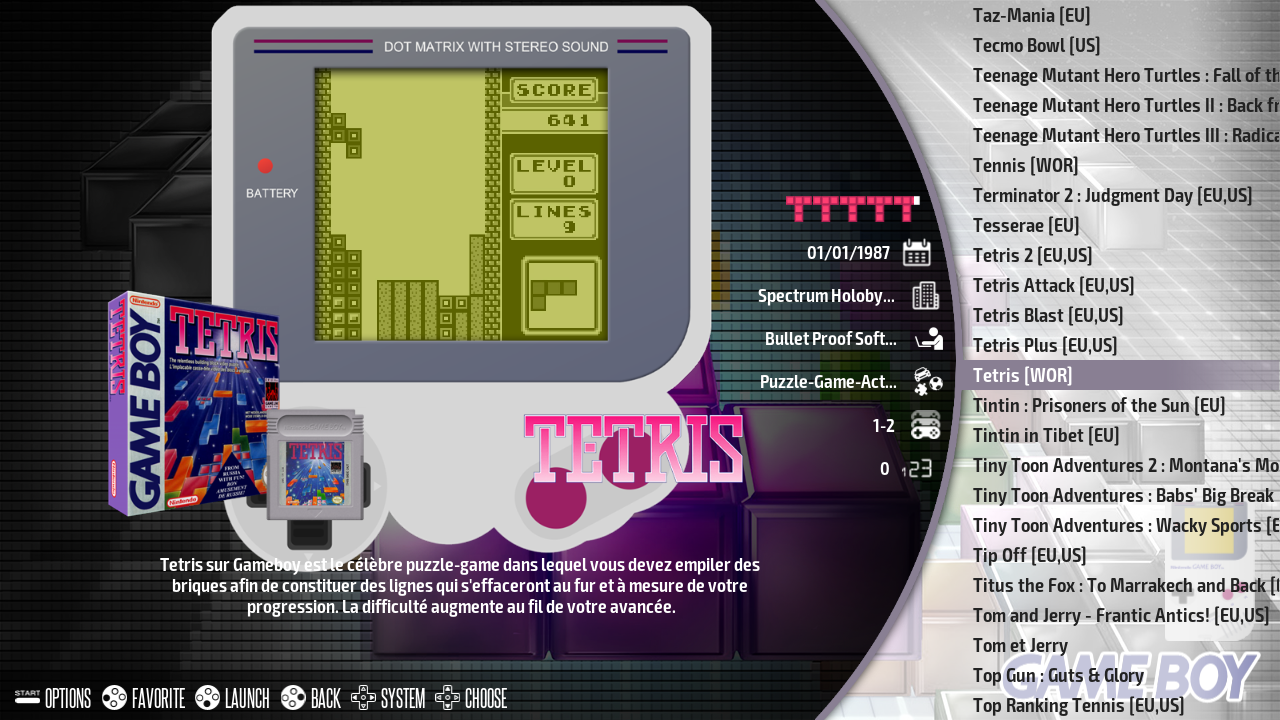 DOT MATRIX WITH STEREO SOUND
BATTERY
SCORE
641
LEVEL
0
LINES
9
01/01/1987
Spectrum Holoby...
Bullet Proof Soft...
Puzzle-Game-Act...
1-2
0
Nintendo
TETRIS
GAME BOY
TETRIS
FROM
RUSSIA
WITH FUN!
Nintendo
TETRIS
TETRIS
Tetris sur Gameboy est le célèbre puzzle-game dans lequel vous devez empiler des
briques afin de constituer des lignes qui s'effaceront au fur et à mesure de votre
progression. La difficulté augmente au fil de votre avancée.
START OPTIONS FAVORITE LAUNCH BACK SYSTEM CHOOSE
Taz-Mania [EU]
Tecmo Bowl [US]
Teenage Mutant Hero Turtles : Fall of th
Teenage Mutant Hero Turtles II : Back fr
Teenage Mutant Hero Turtles III : Radica
Tennis [WOR]
Terminator 2 : Judgment Day [EU,US]
Tesserae [EU]
Tetris 2 [EU,US]
Tetris Attack [EU,US]
Tetris Blast [EU,US]
Tetris Plus [EU,US]
Tetris [WOR]
Tintin : Prisoners of the Sun [EU]
Tintin in Tibet [EU]
Tiny Toon Adventures 2 : Montana's Mo
Tiny Toon Adventures : Babs' Big Break
Tiny Toon Adventures : Wacky Sports [E
Tip Off [EU,US]
Titus the Fox : To Marrakech and Back [
Tom and Jerry - Frantic Antics! [EU,US]
Tom et Jerry
Top Gun : Guts & Glory
Top Ranking Tennis [EU,US]
GAME BOY